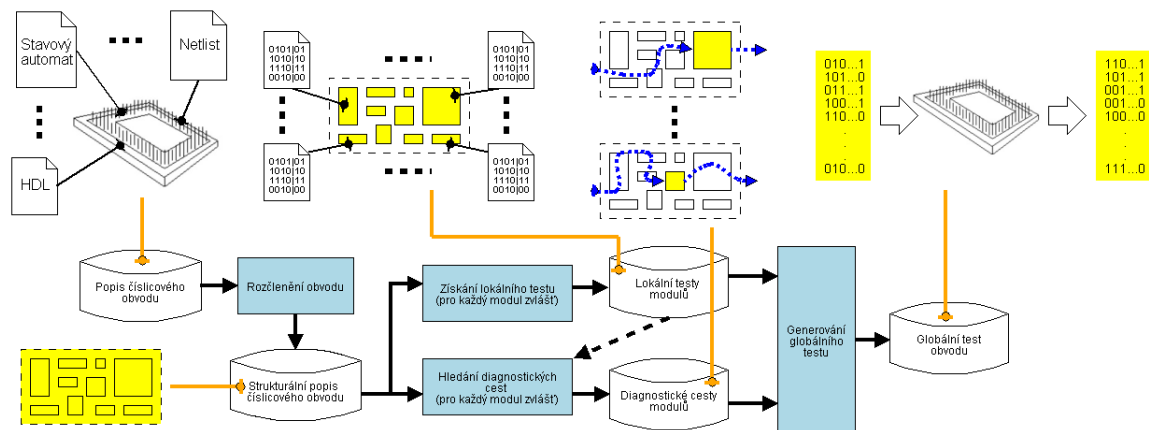 Stavový
automat
Netlist
HDL
0101|01
1010|10
1110|11
0010|00
0101|01
1010|10
1110|11
0010|00
0101|01
1010|10
1110|11
0010|00
0101|01
1010|10
1110|11
0010|00
010...1
101...0
011...1
100...1
110...0
.
.
.
010...0
110...1
101...1
001...1
001...0
100...0
.
.
.
111...0
Popis číslicového
obvodu
Rozčlenění obvodu
Získání lokálního testu
(pro každý modul zvlášť)
Lokální testy
modulů
Generování
globálního
testu
Globální test
obvodu
Strukturální popis
číslicového obvodu
Hledání diagnostických
cest
(pro každý modul zvlášť)
Diagnostické cesty
modulů